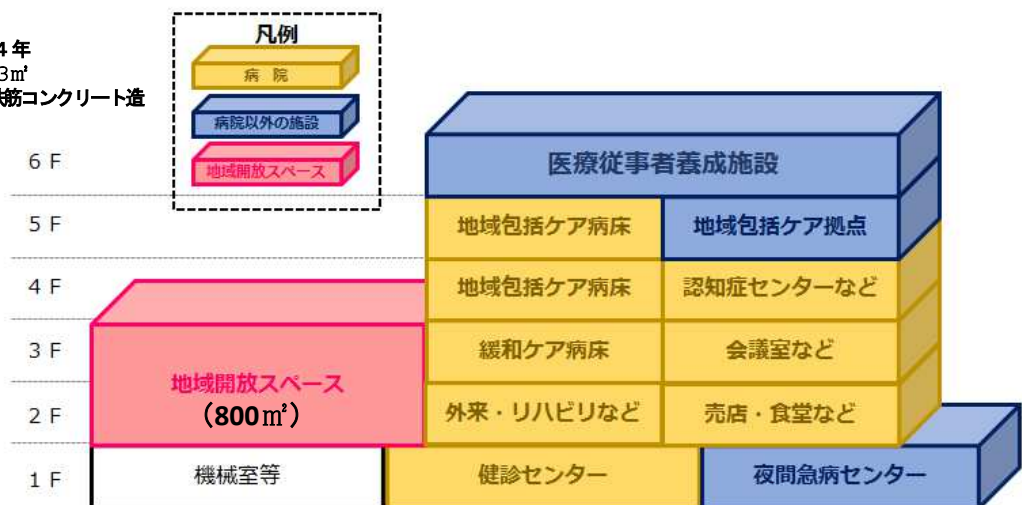 4年
3㎡
筋コンクリート造
凡例
病 院
病院以外の施設
地域開放スペース
6 F
医療従事者養成施設
5 F
地域包括ケア病床
地域包括ケア拠点
4 F
地域包括ケア病床
認知症センターなど
3 F
緩和ケア病床
会議室など
地域開放スペース
(800㎡)
2 F
外来・リハビリなど
売店・食堂など
1 F
機械室等
健診センター
夜間急病センター